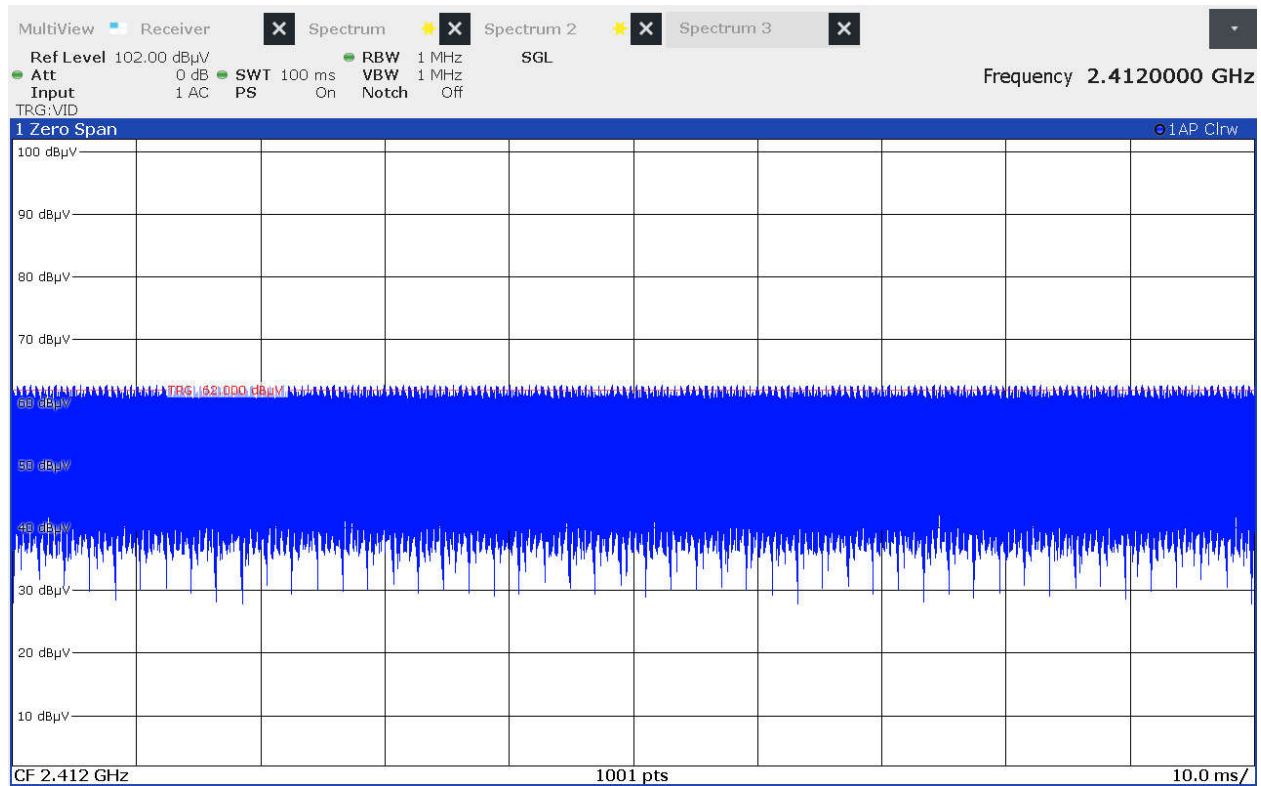 MultiView Receiver Spectrum Spectrum 2 Spectrum 3
Ref Level 102.00 dBµV RBW 1 MHz SGL
Att 0 dB SWT 100 ms VBW 1 MHz Frequency 2.4120000 GHz
Input 1 AC PS On Notch Off
TRG:VID
1 Zero Span 1AP Clrw
100 dBµV
90 dBµV
80 dBµV
70 dBµV
TRG 62.000 dBµV
60 dBµV
50 dBµV
40 dBµV
30 dBµV
20 dBµV
10 dBµV
CF 2.412 GHz 1001 pts 10.0 ms/